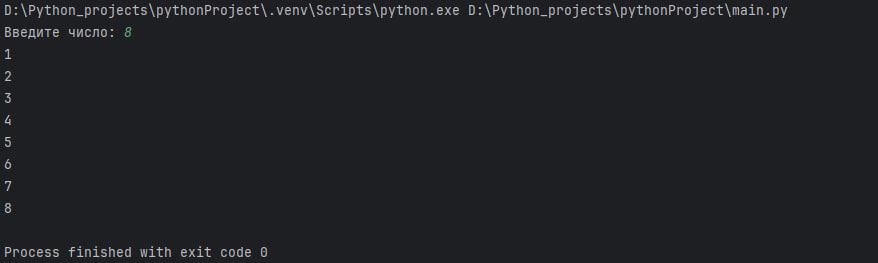 D:\Python_projects\pythonProject\.venv\Scripts\python.exe D:\Python_projects\pythonProject\main.py
Введите число: 8
1
2
3
4
5
6
7
8
Process finished with exit code 0